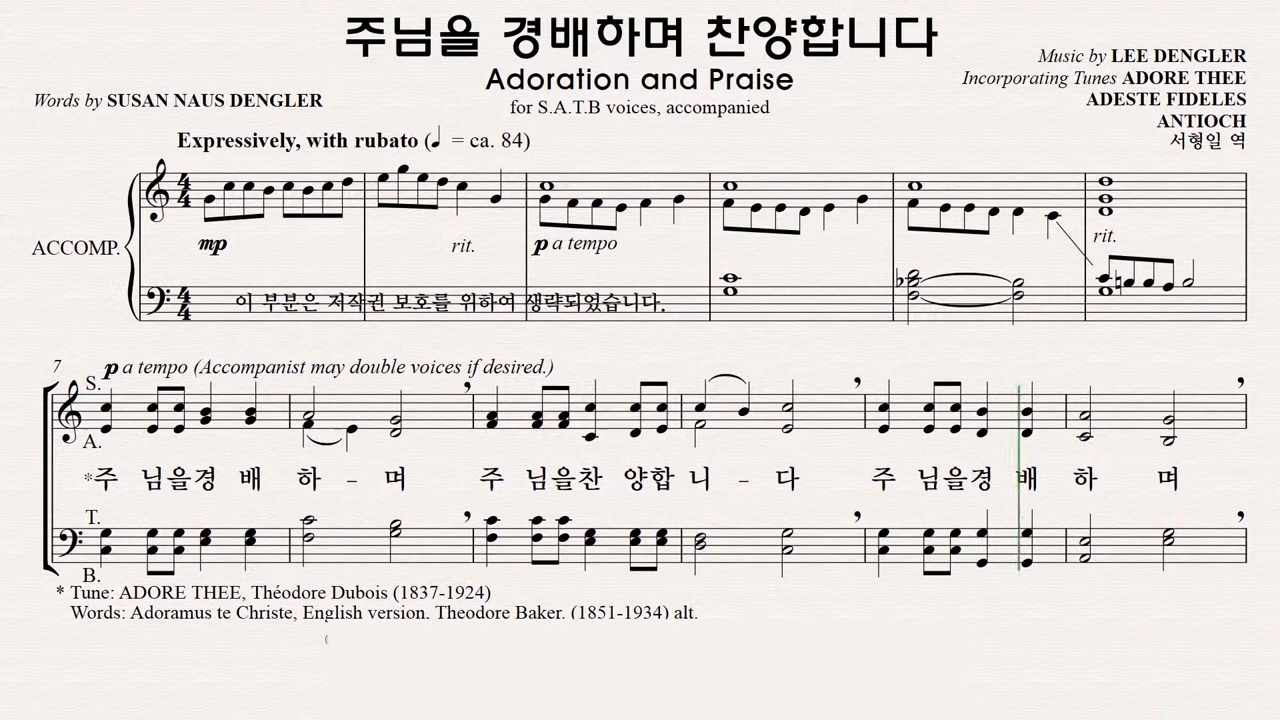 주님을 경배하며 찬양합니다
Adoration and Praise
for S.A.T.B voices, accompanied
Words by SUSAN NAUS DENGLER
Music by LEE DENGLER
Incorporating Tunes ADORE THEE
ADESTE FIDELES
ANTIOCH
서형일 역
Expressively, with rubato (♩ = ca. 84)
ACCOMP.
mp rit. p a tempo rit.
이 부분은 저작권 보호를 위하여 생략되었습니다.
7 p a tempo (Accompanist may double voices if desired.)
S.
A.
*주 님을경 배 하 – 며 주 님을찬 양합 니 – 다 주 님을경 배 하 며
T.
B.
* Tune: ADORE THEE, Théodore Dubois (1837-1924)
Words: Adoramus te Christe, English version, Theodore Baker, (1851-1934) alt.